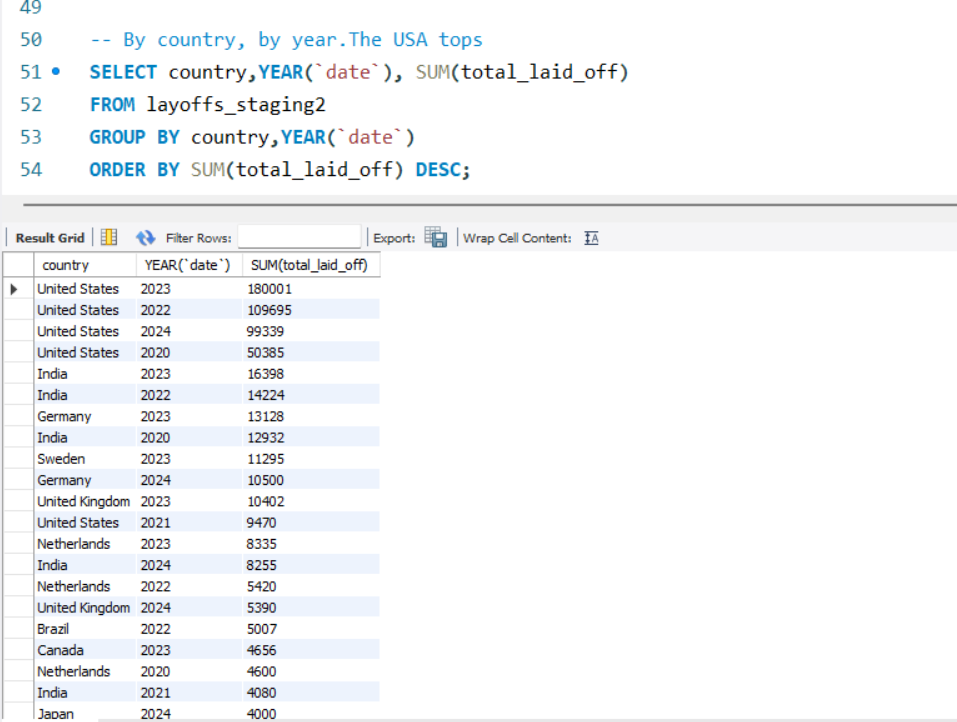 49
50 -- By country, by year.The USA tops
51 SELECT country,YEAR(`date`), SUM(total_laid_off)
52 FROM layoffs_staging2
53 GROUP BY country,YEAR(`date`)
54 ORDER BY SUM(total_laid_off) DESC;
Result Grid Filter Rows: Export: Wrap Cell Content:
country YEAR(`date`) SUM(total_laid_off)
United States 2023 180001
United States 2022 109695
United States 2024 99339
United States 2020 50385
India 2023 16398
India 2022 14224
Germany 2023 13128
India 2020 12932
Sweden 2023 11295
Germany 2024 10500
United Kingdom 2023 10402
United States 2021 9470
Netherlands 2023 8335
India 2024 8255
Netherlands 2022 5420
United Kingdom 2024 5390
Brazil 2022 5007
Canada 2023 4656
Netherlands 2020 4600
India 2021 4080
Japan 2024 4000